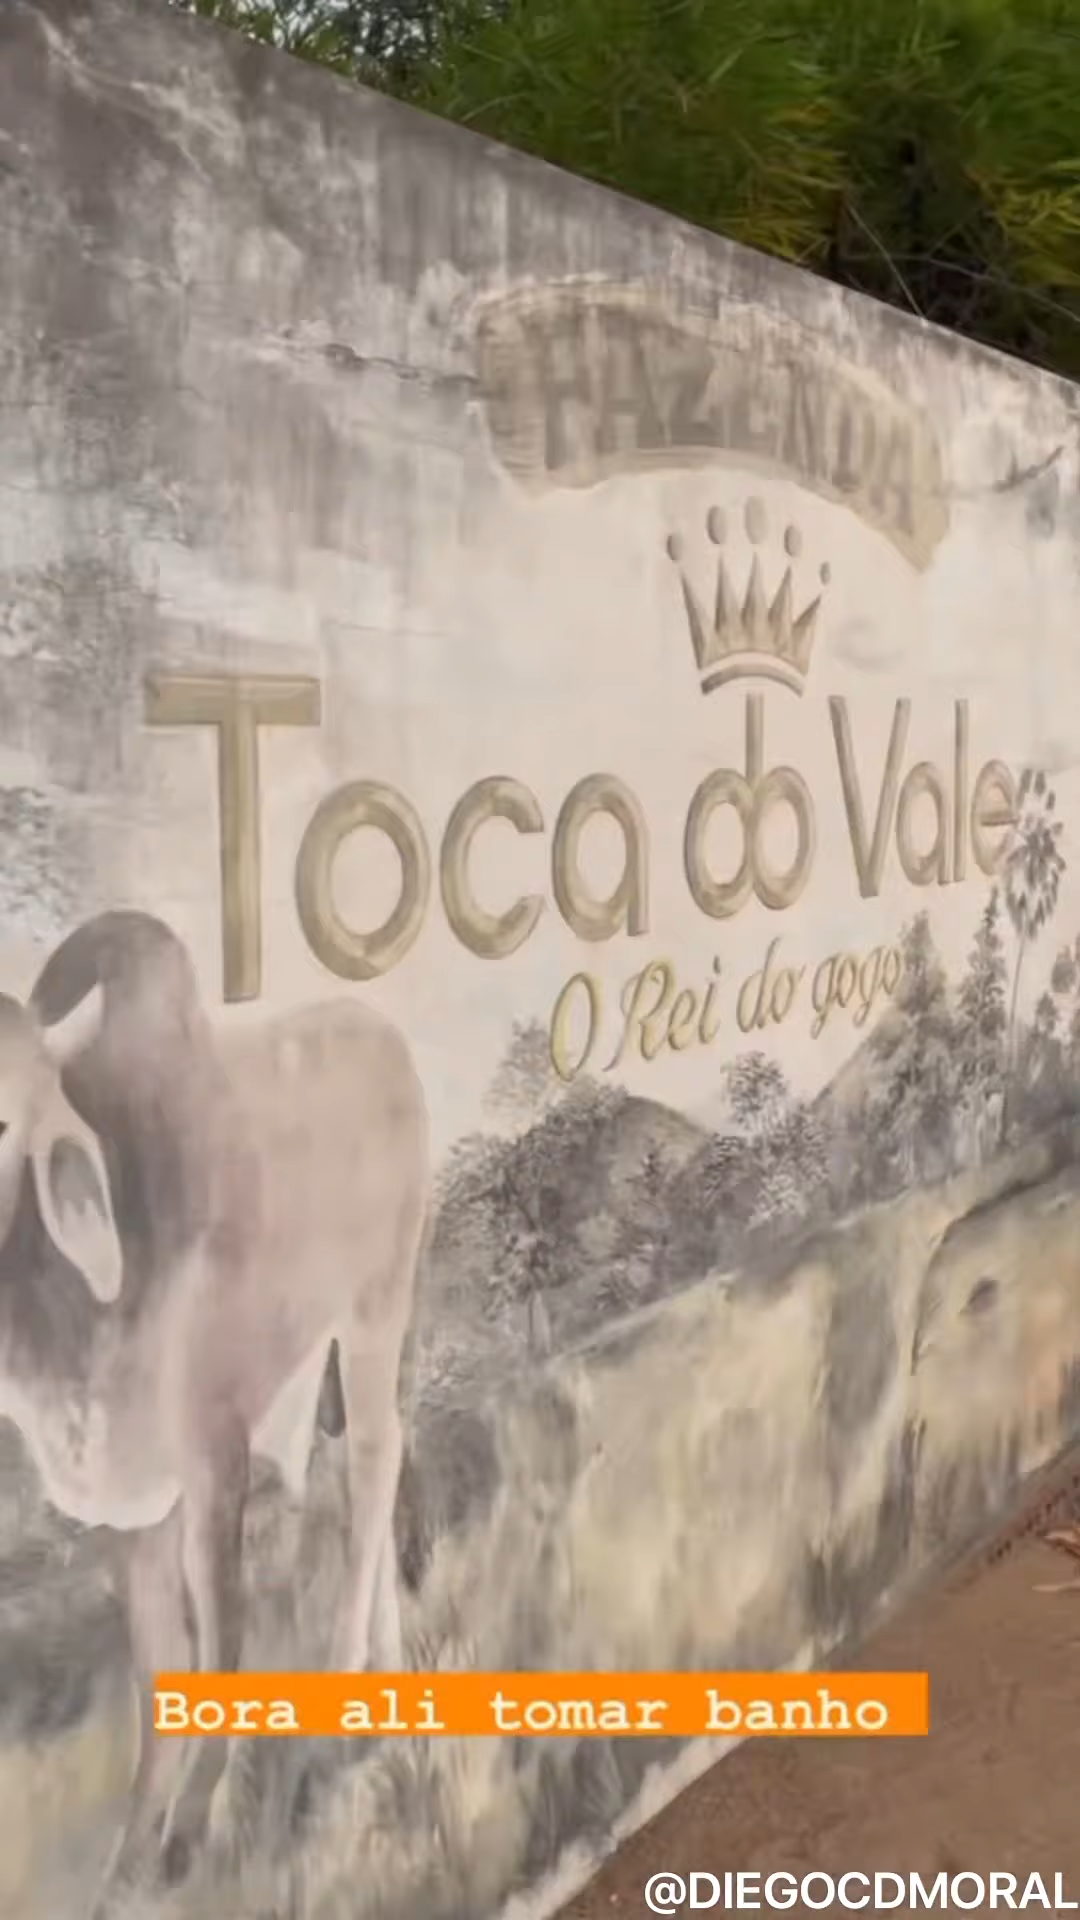 FAZENDA
Toca do Vale
O Rei do gogo
Bora ali tomar banho
@DIEGOCDMORAL